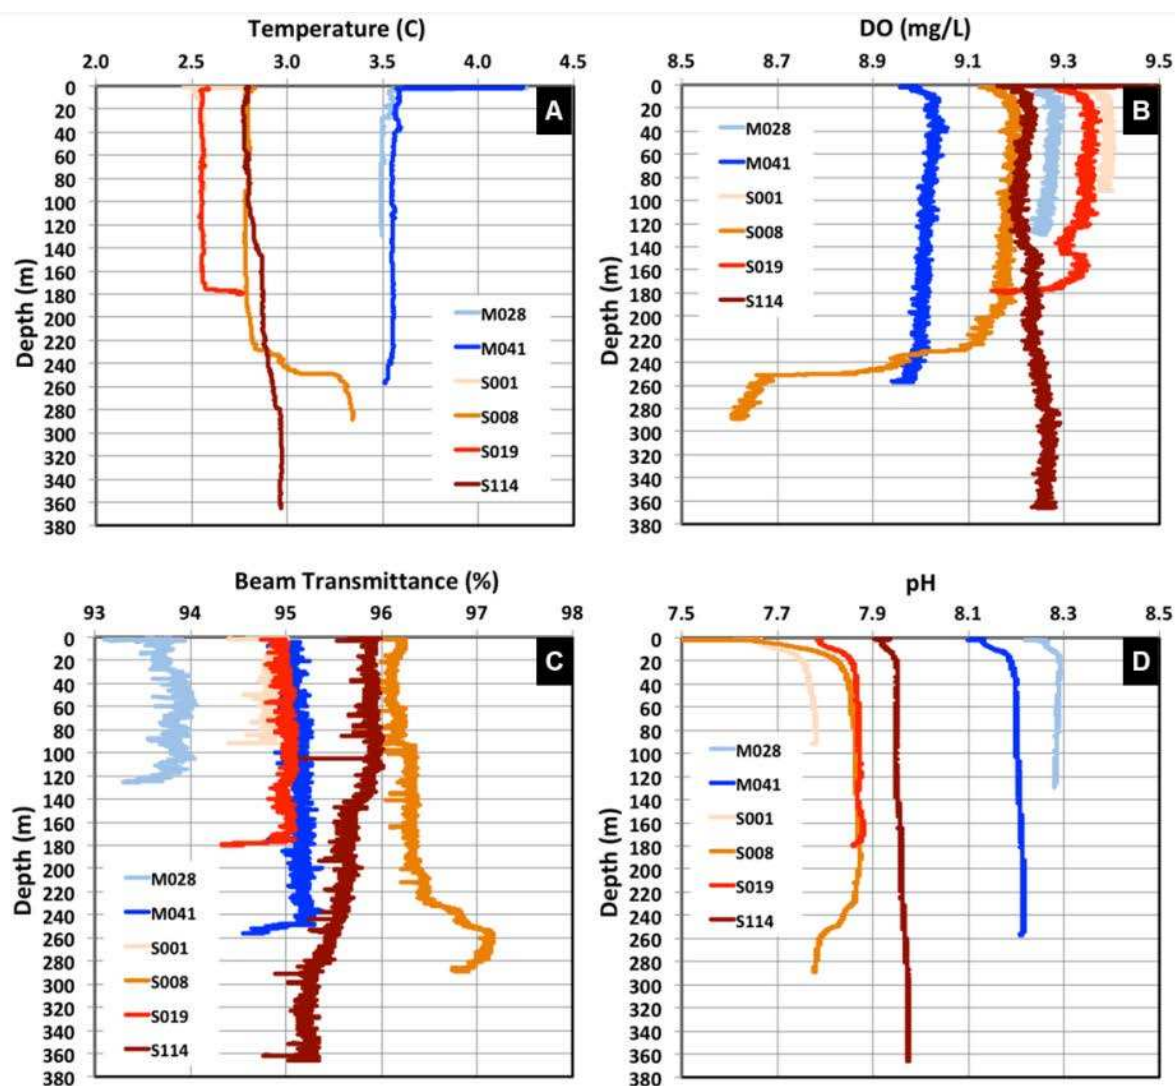 Temperature (C)
2.0 2.5 3.0 3.5 4.0 4.5
A
Depth (m)
0
20
40
60
80
100
120
140
160
180
200
220
240
260
280
300
320
340
360
380
M028
M041
S001
S008
S019
S114
DO (mg/L)
8.5 8.7 8.9 9.1 9.3 9.5
B
Depth (m)
0
20
40
60
80
100
120
140
160
180
200
220
240
260
280
300
320
340
360
380
M028
M041
S001
S008
S019
S114
Beam Transmittance (%)
93 94 95 96 97 98
C
Depth (m)
0
20
40
60
80
100
120
140
160
180
200
220
240
260
280
300
320
340
360
380
M028
M041
S001
S008
S019
S114
pH
7.5 7.7 7.9 8.1 8.3 8.5
D
Depth (m)
0
20
40
60
80
100
120
140
160
180
200
220
240
260
280
300
320
340
360
380
M028
M041
S001
S008
S019
S114